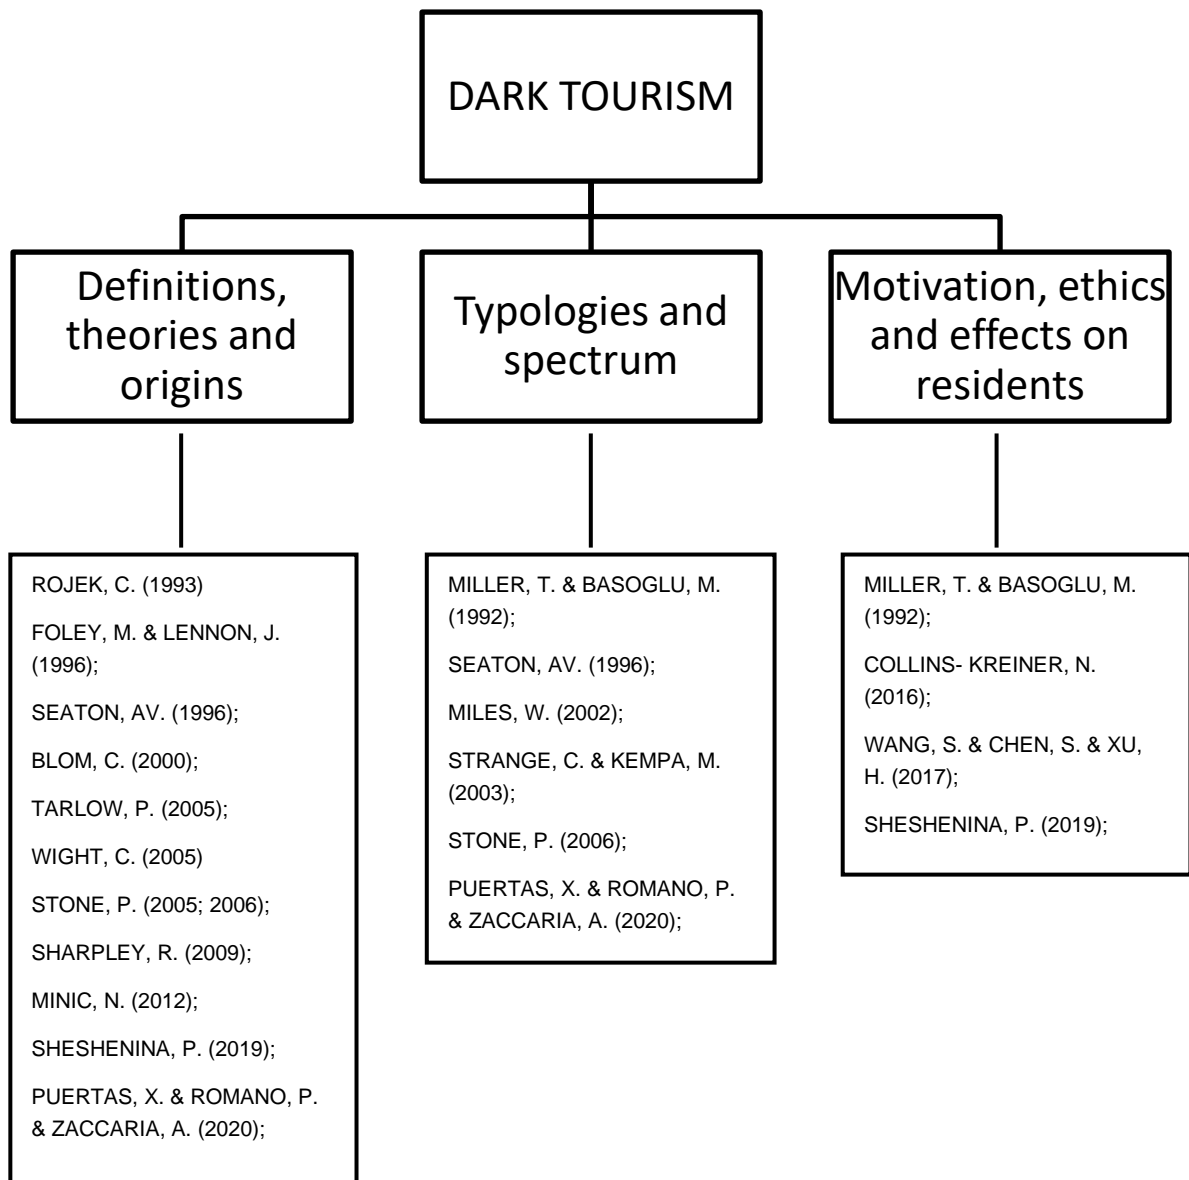 DARK TOURISM
Definitions,
theories and
origins
Typologies and
spectrum
Motivation, ethics
and effects on
residents
ROJEK, C. (1993)
FOLEY, M. & LENNON, J.
(1996);
SEATON, AV. (1996);
BLOM, C. (2000);
TARLOW, P. (2005);
WIGHT, C. (2005)
STONE, P. (2005; 2006);
SHARPLEY, R. (2009);
MINIC, N. (2012);
SHESHENINA, P. (2019);
PUERTAS, X. & ROMANO, P.
& ZACCARIA, A. (2020);
MILLER, T. & BASOGLU, M.
(1992);
SEATON, AV. (1996);
MILES, W. (2002);
STRANGE, C. & KEMPA, M.
(2003);
STONE, P. (2006);
PUERTAS, X. & ROMANO, P.
& ZACCARIA, A. (2020);
MILLER, T. & BASOGLU, M.
(1992);
COLLINS- KREINER, N.
(2016);
WANG, S. & CHEN, S. & XU,
H. (2017);
SHESHENINA, P. (2019);